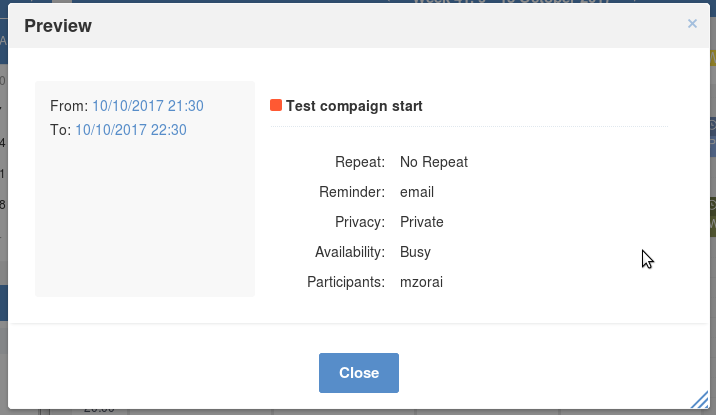 Preview
×
From: 10/10/2017 21:30
To: 10/10/2017 22:30
Test compaign start
Repeat: No Repeat
Reminder: email
Privacy: Private
Availability: Busy
Participants: mzorai
Close